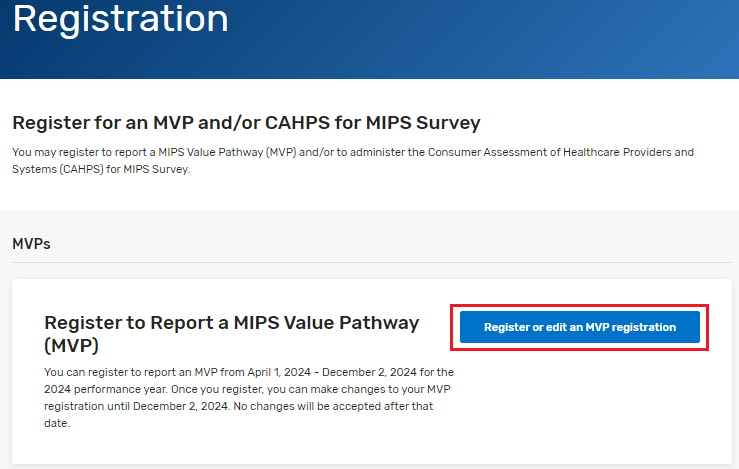 Registration
Register for an MVP and/or CAHPS for MIPS Survey
You may register to report a MIPS Value Pathway (MVP) and/or to administer the Consumer Assessment of Healthcare Providers and
Systems (CAHPS) for MIPS Survey.
MVPs
Register to Report a MIPS Value Pathway
(MVP)
Register or edit an MVP registration
You can register to report an MVP from April 1, 2024 - December 2, 2024 for the
2024 performance year. Once you register, you can make changes to your MVP
registration until December 2, 2024. No changes will be accepted after that
date.